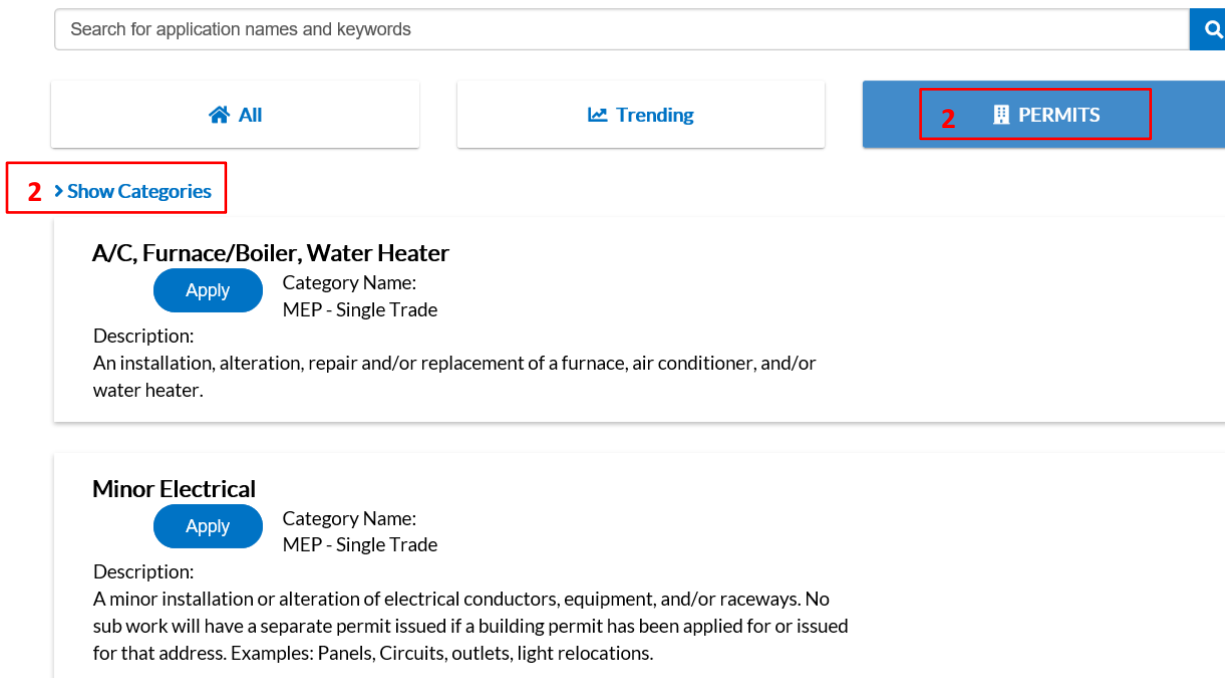 Search for application names and keywords
All
Trending
2 PERMITS
2 > Show Categories
A/C, Furnace/Boiler, Water Heater
Apply
Category Name:
MEP - Single Trade
Description:
An installation, alteration, repair and/or replacement of a furnace, air conditioner, and/or
water heater.
Minor Electrical
Apply
Category Name:
MEP - Single Trade
Description:
A minor installation or alteration of electrical conductors, equipment, and/or raceways. No
sub work will have a separate permit issued if a building permit has been applied for or issued
for that address. Examples: Panels, Circuits, outlets, light relocations.